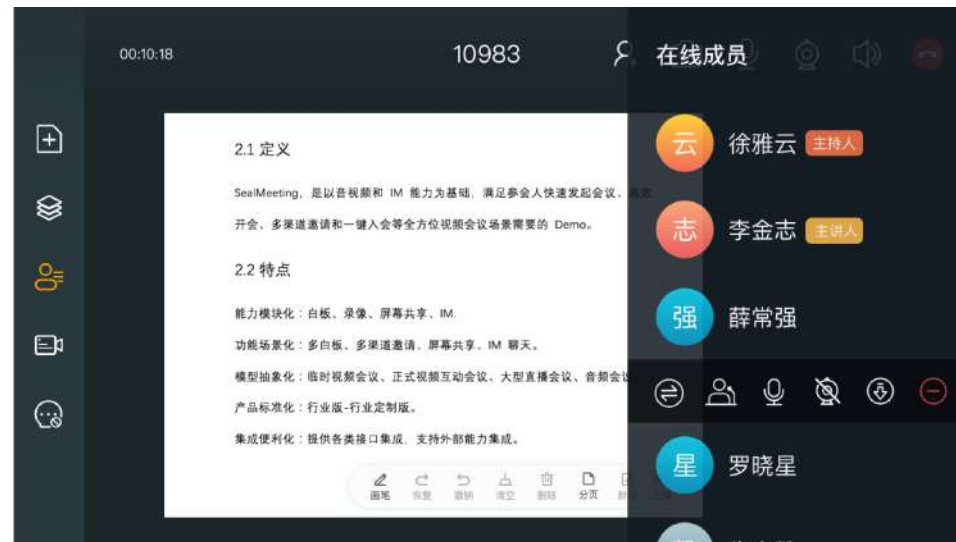 00:10:18
10983
在线成员
2.1 定义
SealMeeting，是以音视频和 IM 能力为基础，满足参会人快速发起会议、高效
开会、多渠道邀请和一键入会等全方位视频会议场景需要的 Demo。
2.2 特点
能力模块化：白板、录像、屏幕共享、IM.
功能场景化：多白板、多渠道邀请、屏幕共享、IM 聊天。
模型抽象化：临时视频会议、正式视频互动会议、大型直播会议、音频会议
产品标准化：行业版-行业定制版。
集成便利化：提供各类接口集成，支持外部能力集成。
画笔 恢复 撤销 清空 删除 分页
云 徐雅云 主持人
志 李金志 主讲人
强 薛常强
星 罗晓星